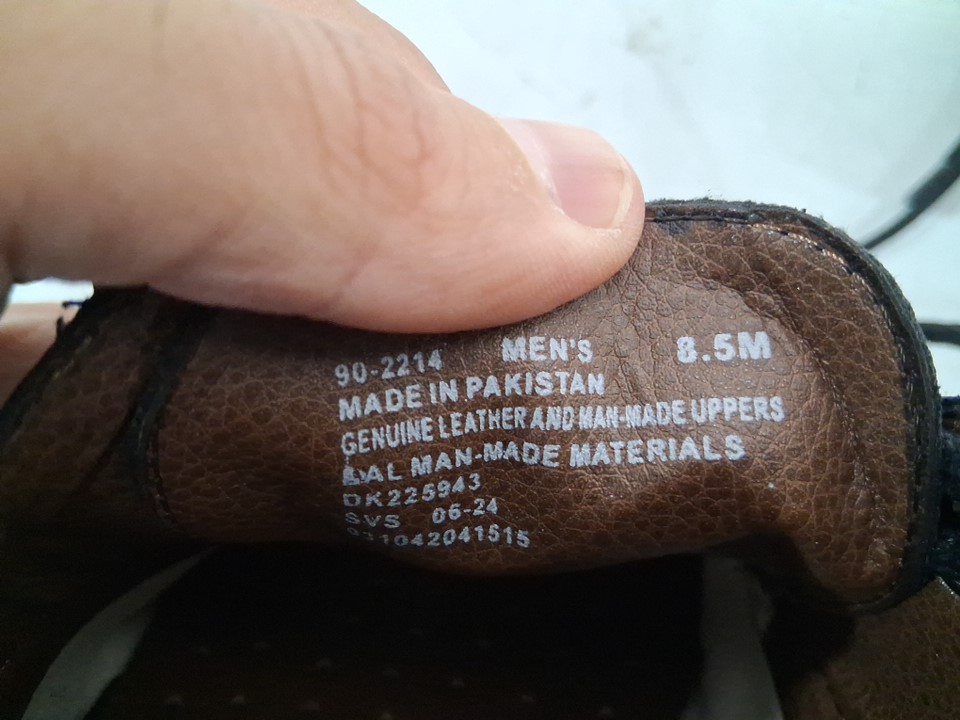 90-2214 MEN'S 8.5M
MADE IN PAKISTAN
GENUINE LEATHER AND MAN-MADE UPPERS
MAN-MADE MATERIALS
DK225943
SVS 06-24